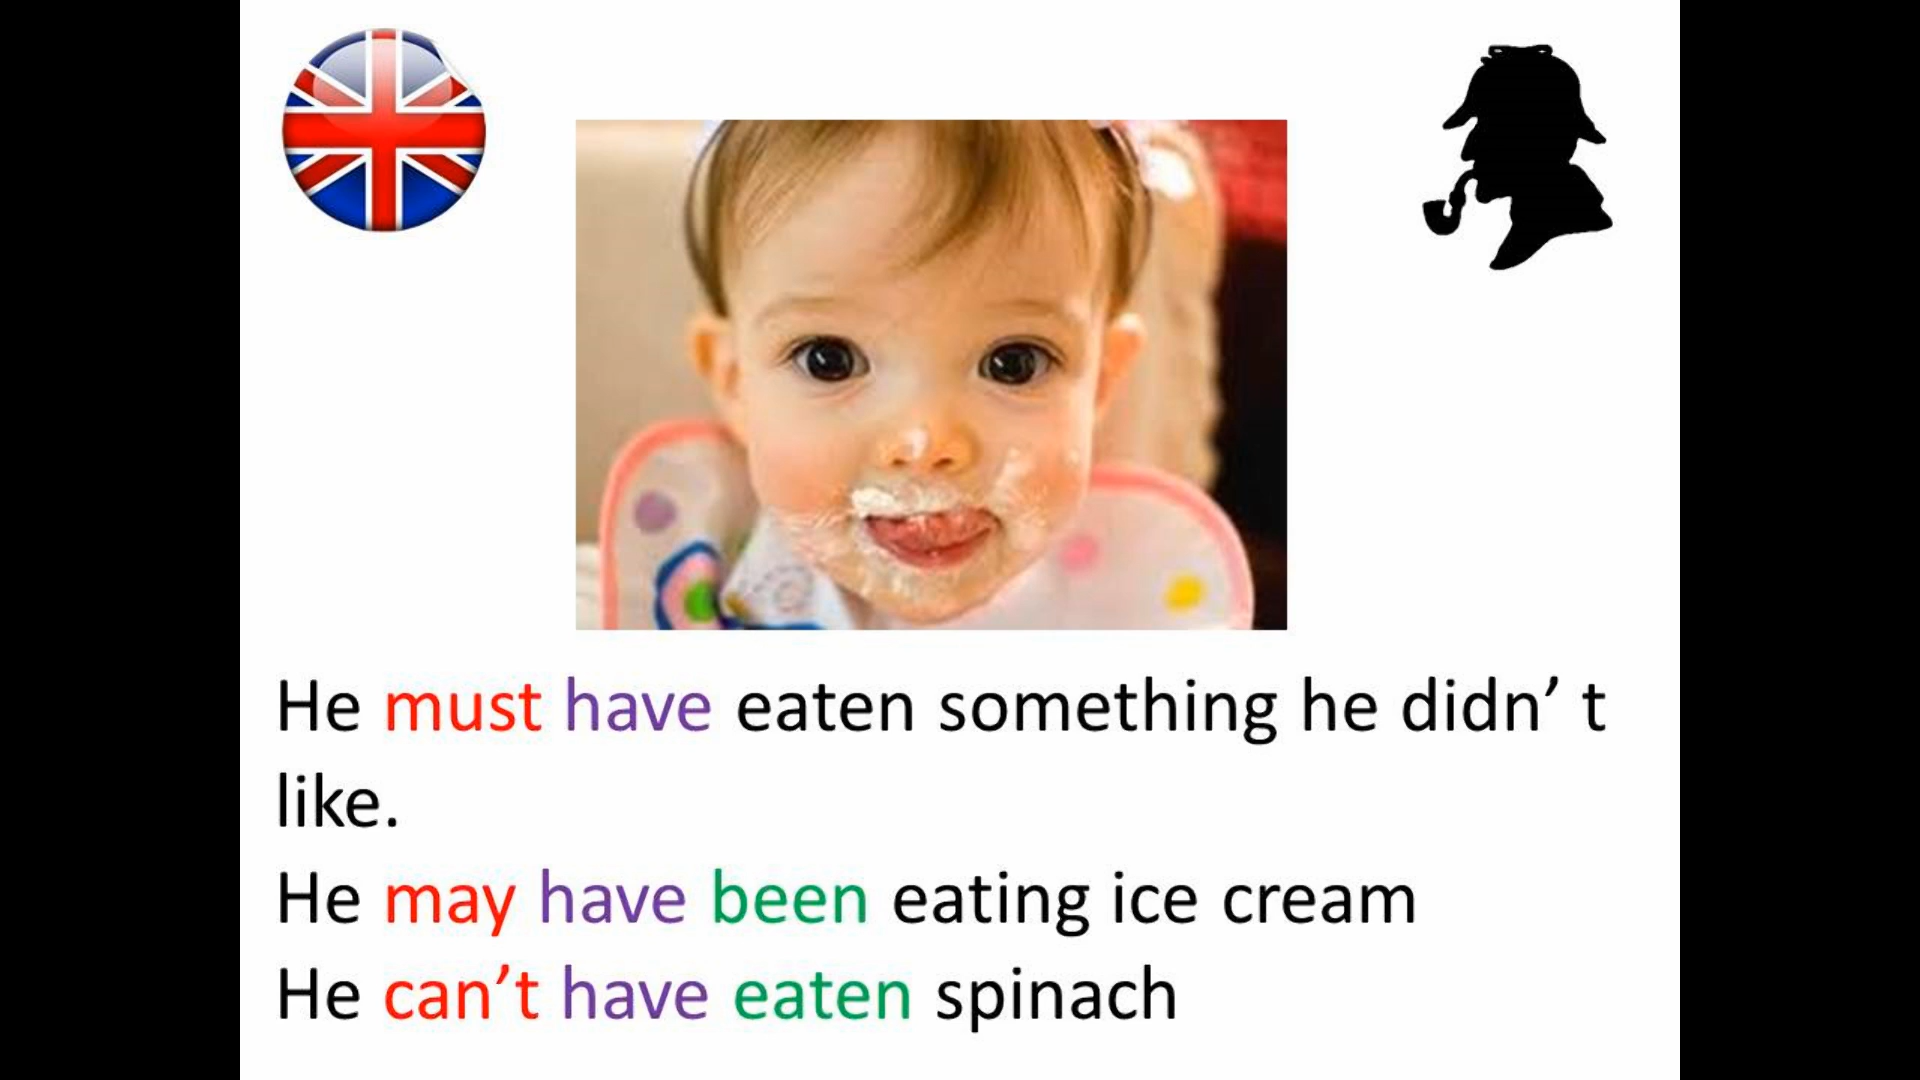 He must have eaten something he didn’ t
like.
He may have been eating ice cream
He can’t have eaten spinach